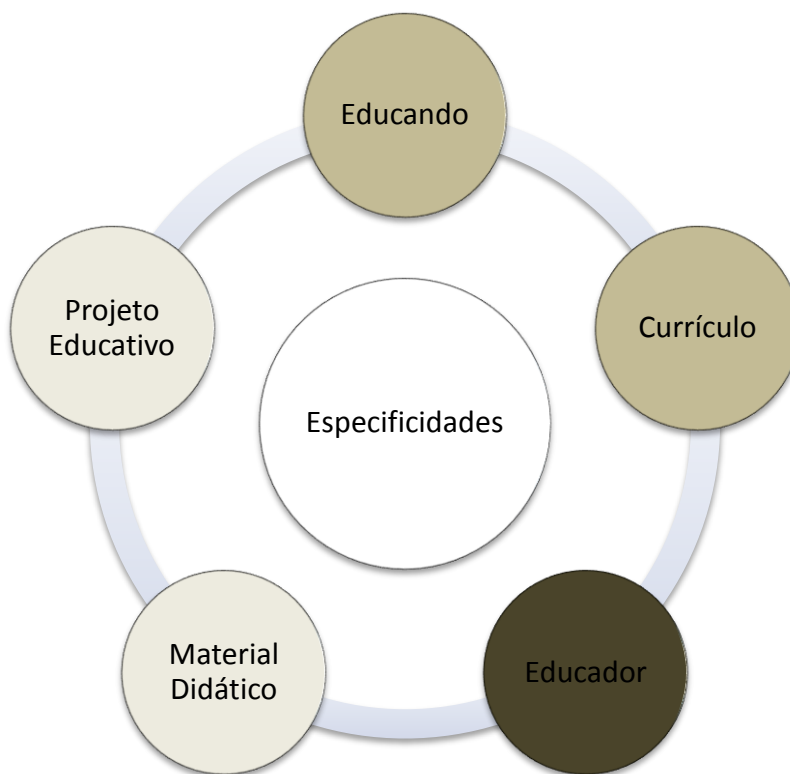 Educando
Projeto
Educativo
Currículo
Especificidades
Material
Didático
Educador